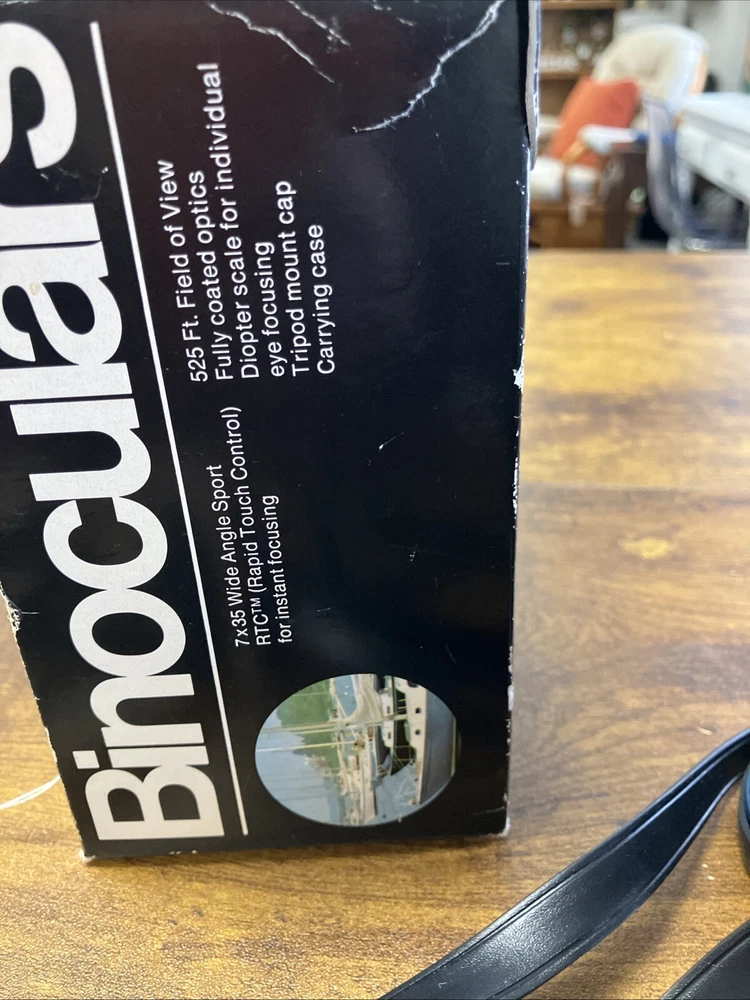 Binoculars
7x35 Wide Angle Sport
RTC™ (Rapid Touch Control)
for instant focusing
525 Ft. Field of View
Fully coated optics
Diopter scale for individual
eye focusing
Tripod mount cap
Carrying case